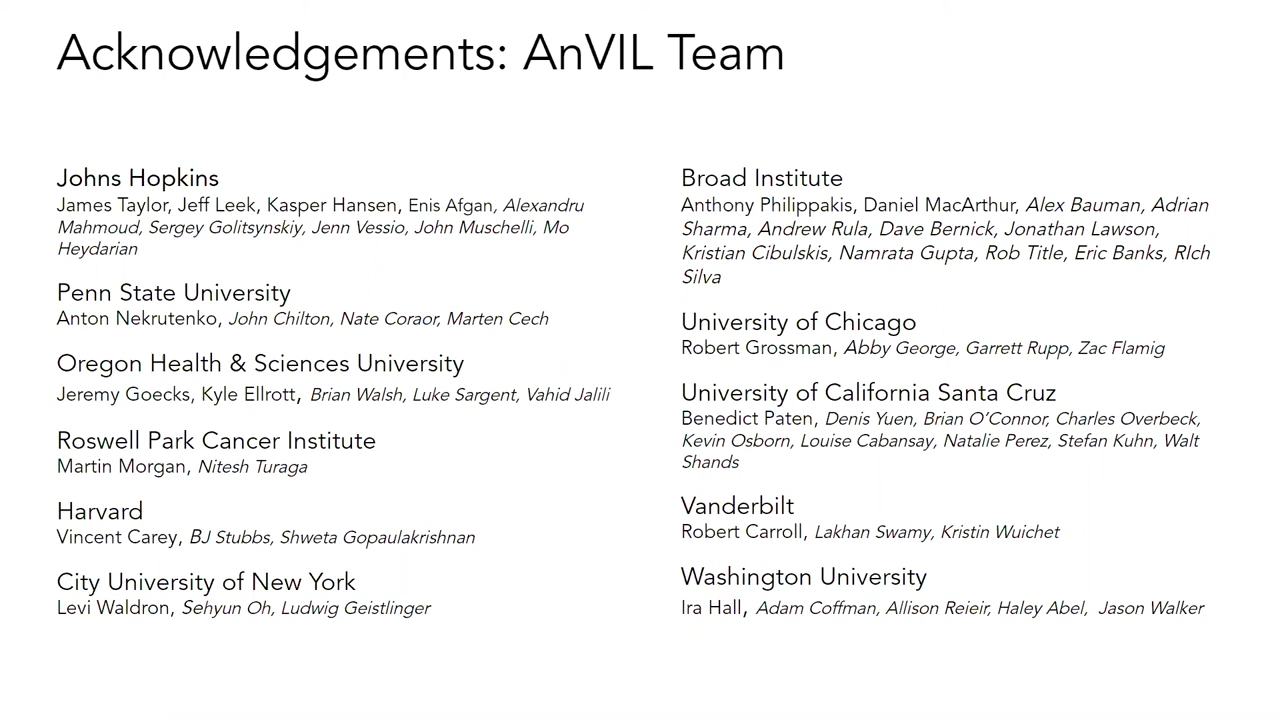 Acknowledgements: AnVIL Team
Johns Hopkins
James Taylor, Jeff Leek, Kasper Hansen, Enis Afgan, Alexandru
Mahmoud, Sergey Golitsynskiy, Jenn Vessio, John Muschelli, Mo
Heydarian
Penn State University
Anton Nekrutenko, John Chilton, Nate Coraor, Marten Cech
Oregon Health & Sciences University
Jeremy Goecks, Kyle Ellrott, Brian Walsh, Luke Sargent, Vahid Jalili
Roswell Park Cancer Institute
Martin Morgan, Nitesh Turaga
Harvard
Vincent Carey, BJ Stubbs, Shweta Gopaulakrishnan
City University of New York
Levi Waldron, Sehyun Oh, Ludwig Geistlinger
Broad Institute
Anthony Philippakis, Daniel MacArthur, Alex Bauman, Adrian
Sharma, Andrew Rula, Dave Bernick, Jonathan Lawson,
Kristian Cibulskis, Namrata Gupta, Rob Title, Eric Banks, RIch
Silva
University of Chicago
Robert Grossman, Abby George, Garrett Rupp, Zac Flamig
University of California Santa Cruz
Benedict Paten, Denis Yuen, Brian O’Connor, Charles Overbeck,
Kevin Osborn, Louise Cabansay, Natalie Perez, Stefan Kuhn, Walt
Shands
Vanderbilt
Robert Carroll, Lakhan Swamy, Kristin Wuichet
Washington University
Ira Hall, Adam Coffman, Allison Reieir, Haley Abel, Jason Walker